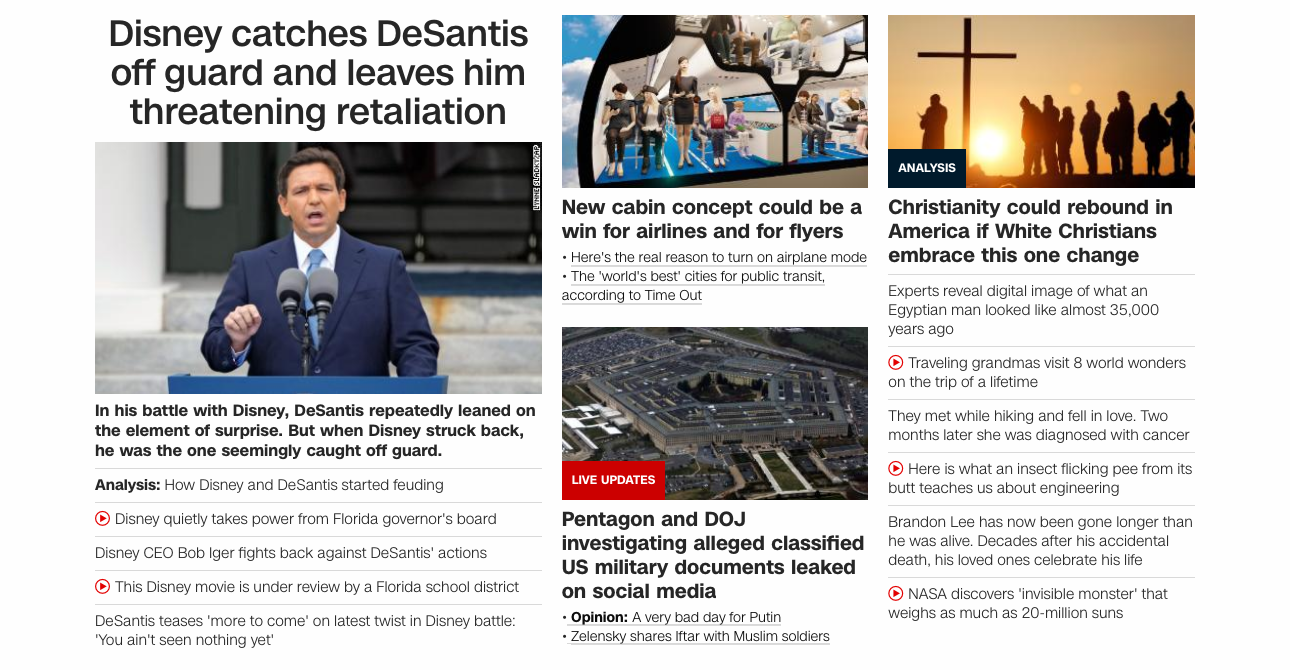 Disney catches DeSantis
off guard and leaves him
threatening retaliation
LYNNE SLADKY/AP
In his battle with Disney, DeSantis repeatedly leaned on
the element of surprise. But when Disney struck back,
he was the one seemingly caught off guard.
Analysis: How Disney and DeSantis started feuding
Disney quietly takes power from Florida governor's board
Disney CEO Bob Iger fights back against DeSantis' actions
This Disney movie is under review by a Florida school district
DeSantis teases 'more to come' on latest twist in Disney battle:
'You ain't seen nothing yet'
New cabin concept could be a
win for airlines and for flyers
• Here's the real reason to turn on airplane mode
• The 'world's best' cities for public transit,
according to Time Out
LIVE UPDATES
Pentagon and DOJ
investigating alleged classified
US military documents leaked
on social media
• Opinion: A very bad day for Putin
• Zelensky shares Iftar with Muslim soldiers
ANALYSIS
Christianity could rebound in
America if White Christians
embrace this one change
Experts reveal digital image of what an
Egyptian man looked like almost 35,000
years ago
Traveling grandmas visit 8 world wonders
on the trip of a lifetime
They met while hiking and fell in love. Two
months later she was diagnosed with cancer
Here is what an insect flicking pee from its
butt teaches us about engineering
Brandon Lee has now been gone longer than
he was alive. Decades after his accidental
death, his loved ones celebrate his life
NASA discovers 'invisible monster' that
weighs as much as 20-million suns